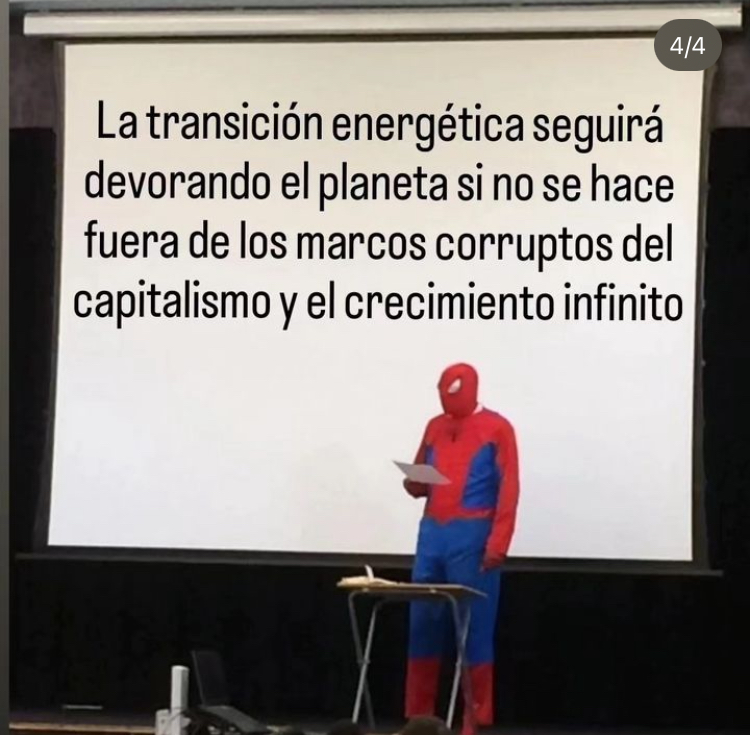 4/4
La transición energética seguirá
devorando el planeta si no se hace
fuera de los marcos corruptos del
capitalismo y el crecimiento infinito